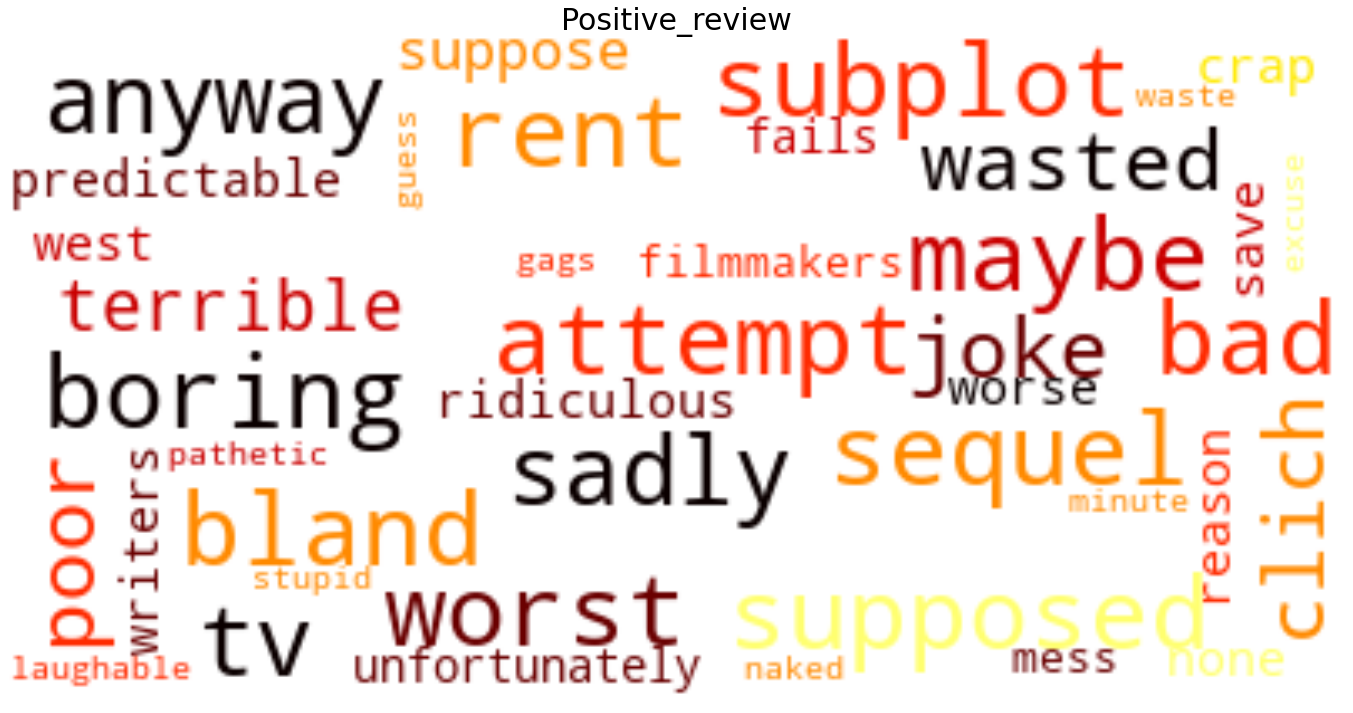 Positive_review
suppose
subplot
crap
anyway
waste
rent
fails
guess
wasted
predictable
excuse
save
west
maybe
gags
filmmakers
terrible
attempt
joke
bad
boring
ridiculous
worse
clich
sadly
sequel
pathetic
reason
poor
writers
bland
minute
stupid
worst
supposed
tv
unfortunately
mess
none
laughable
naked